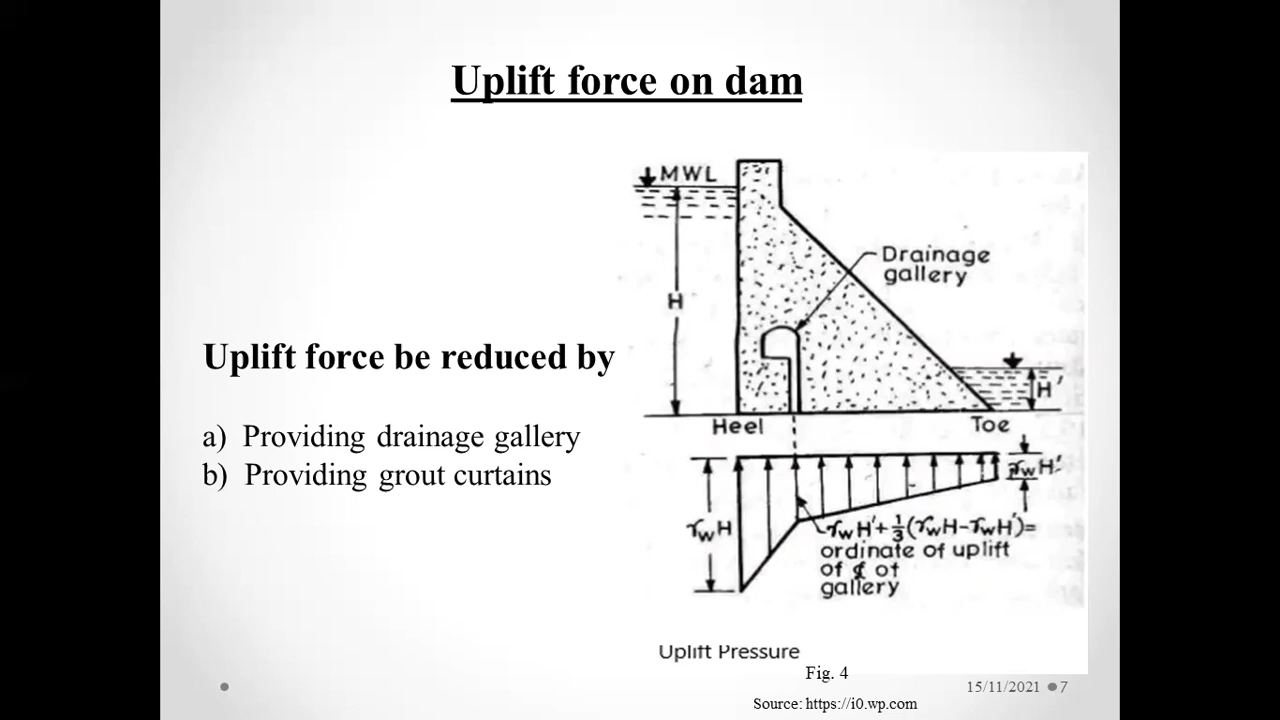 Uplift force on dam
MWL
Drainage
gallery
H
H'
Uplift force be reduced by
a) Providing drainage gallery
b) Providing grout curtains
Heel
Toe
γwH'
γwH
γwH'+⅓(γwH-γwH')=
ordinate of uplift
of ℄ of
gallery
Uplift Pressure
Fig. 4
15/11/2021
7
Source: https://i0.wp.com